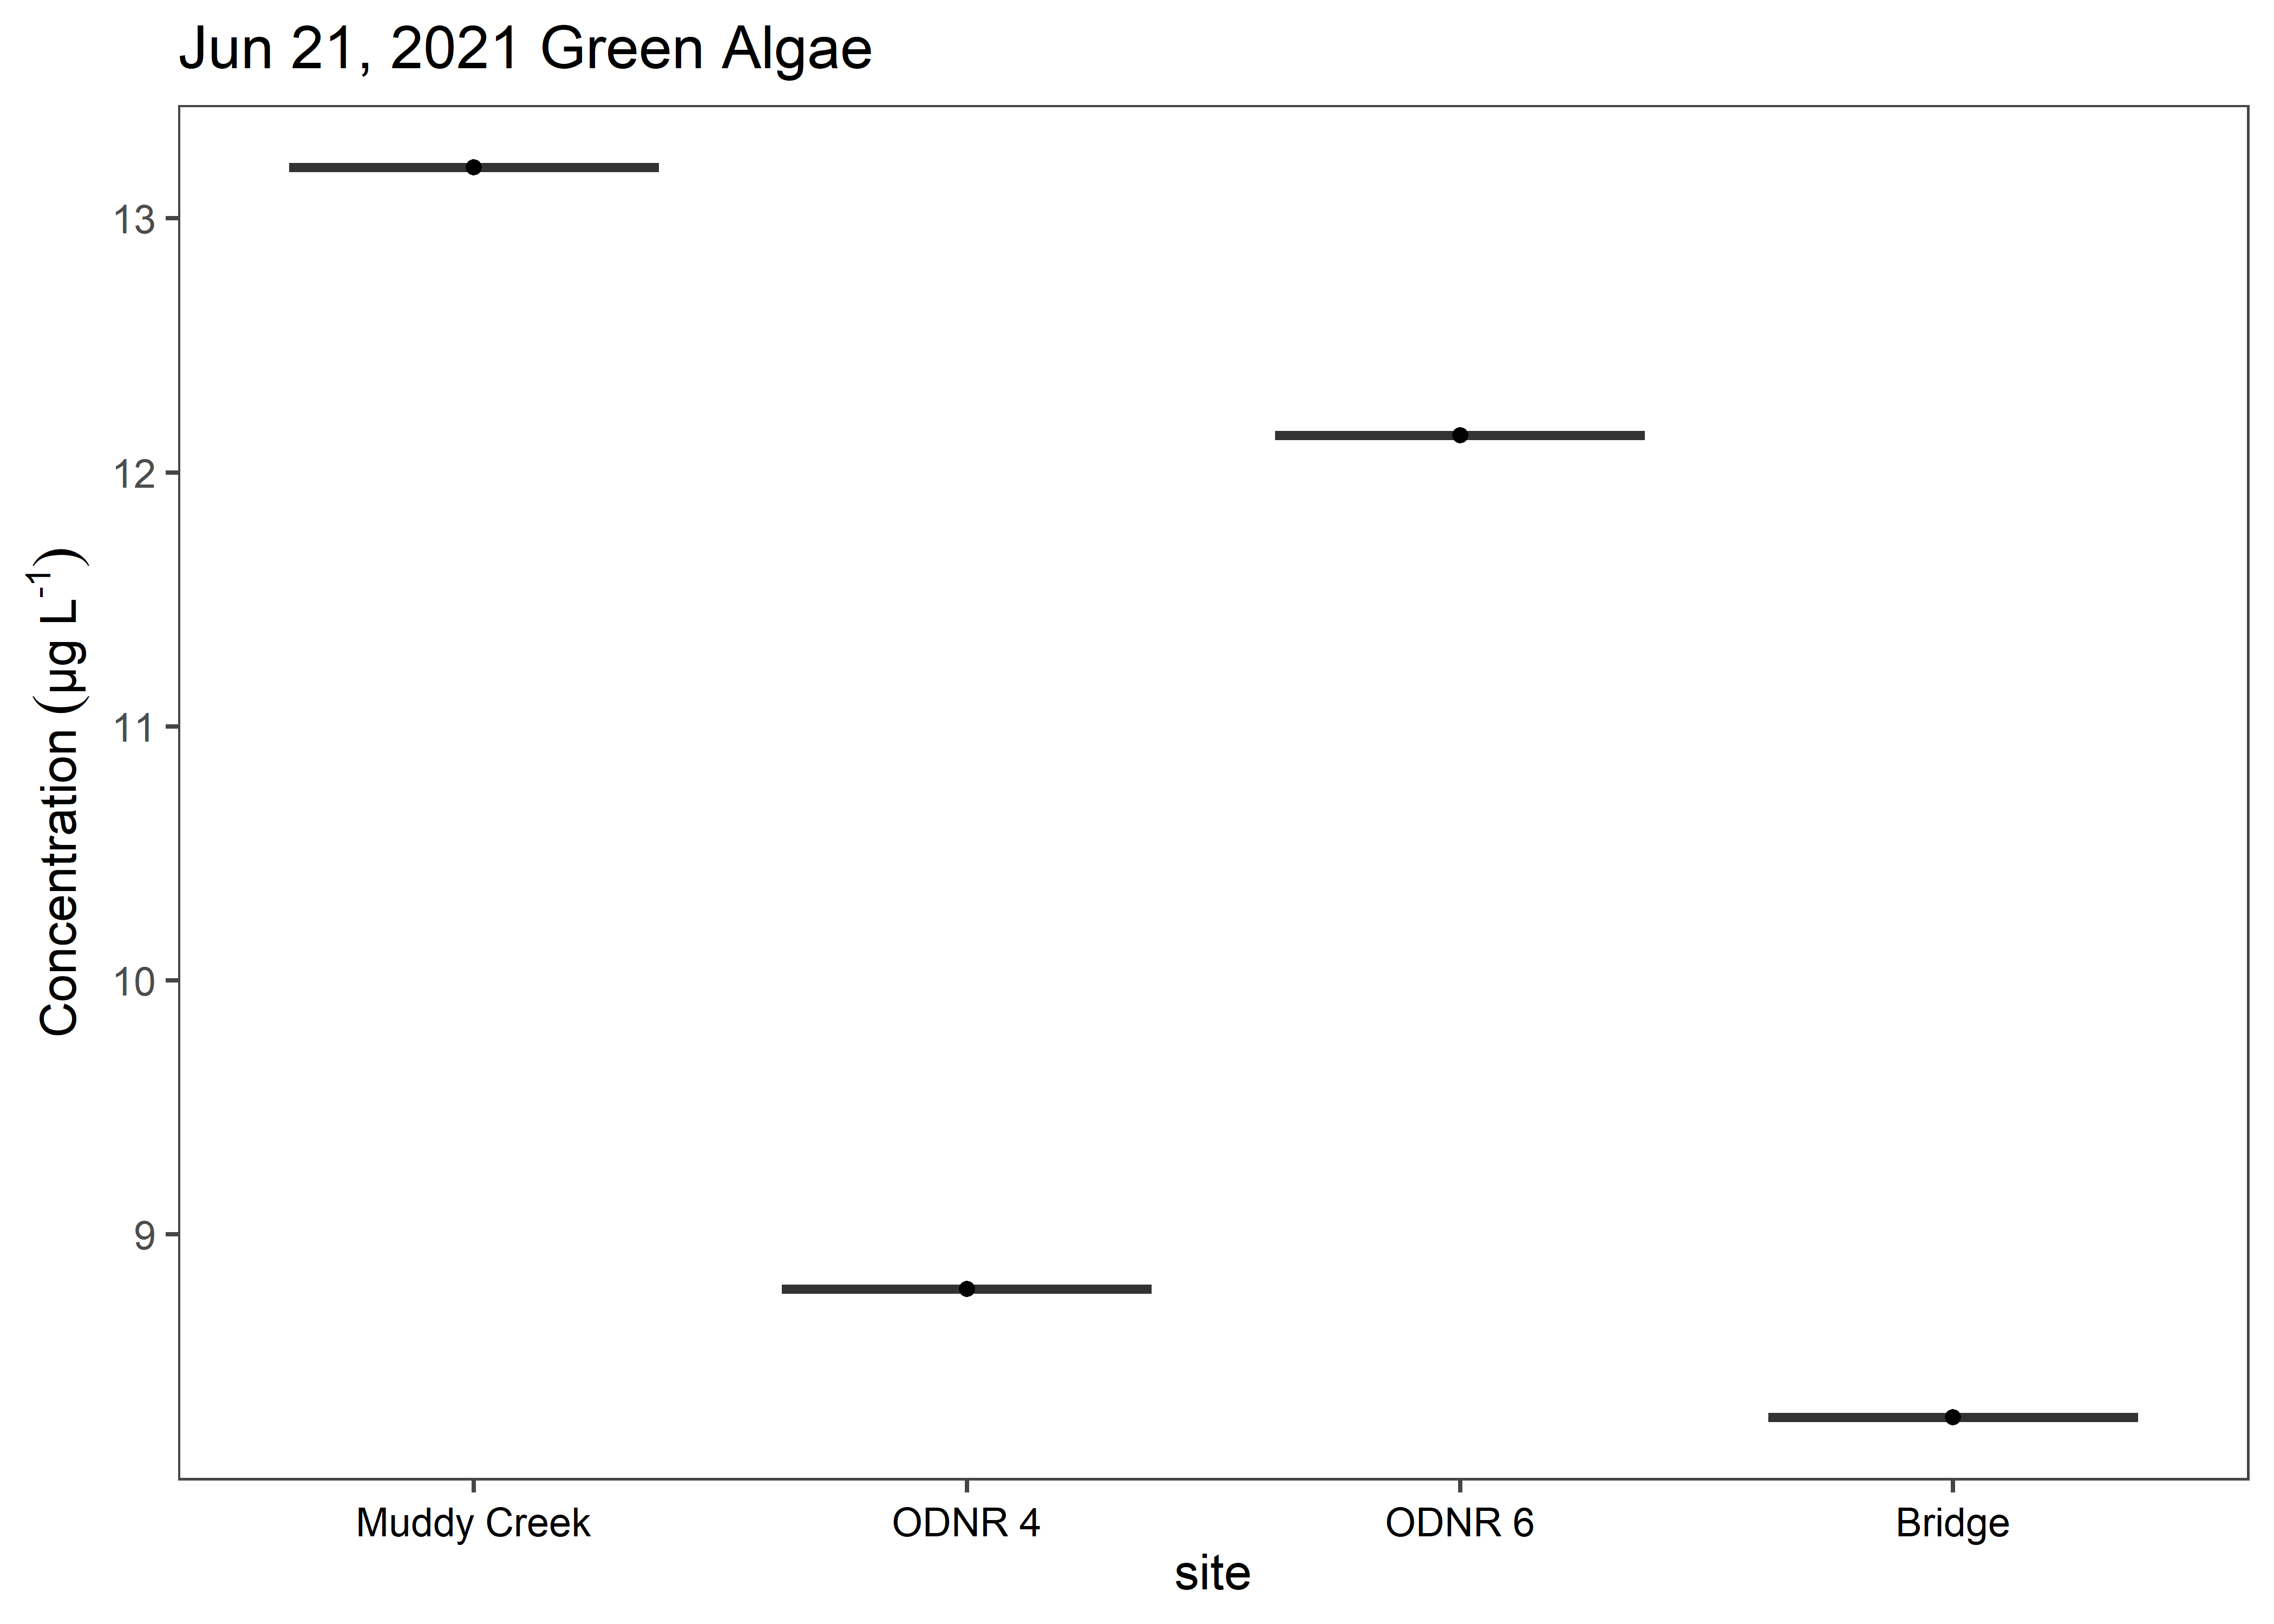 Jun 21, 2021 Green Algae
Concentration (µg L⁻¹)
13
12
11
10
9
Muddy Creek
ODNR 4
ODNR 6
Bridge
site